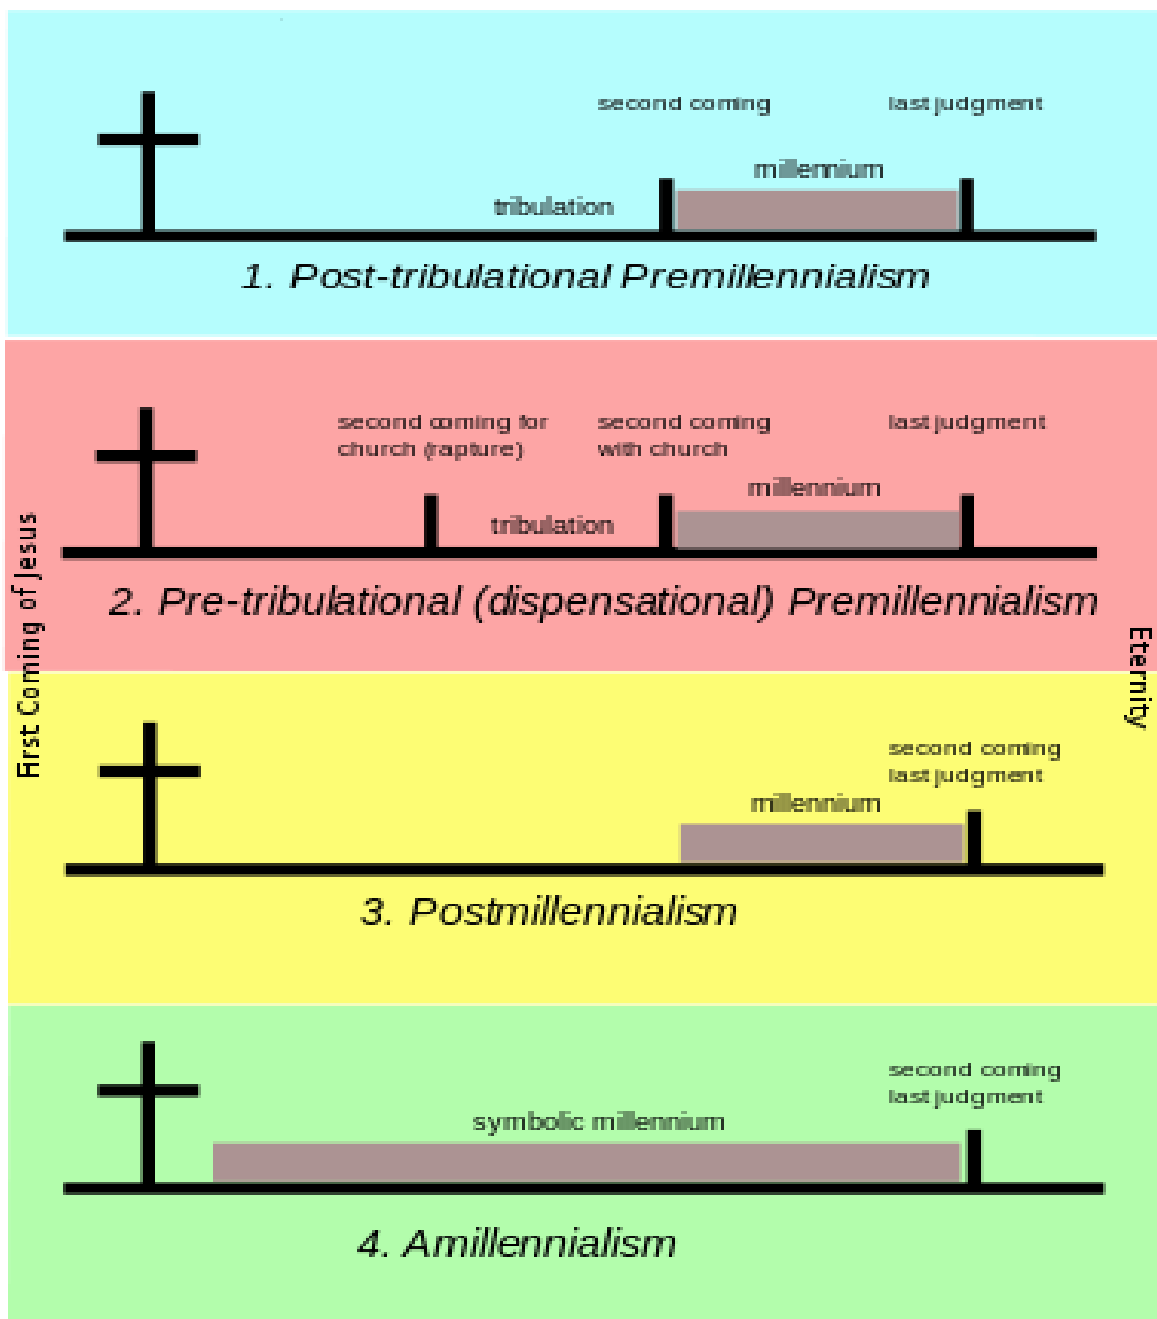 second coming
last judgment
millennium
tribulation
1. Post-tribulational Premillennialism
second coming for
church (rapture)
second coming
with church
last judgment
millennium
tribulation
2. Pre-tribulational (dispensational) Premillennialism
First Coming of Jesus
Eternity
second coming
last judgment
millennium
3. Postmillennialism
second coming
last judgment
symbolic millennium
4. Amillennialism